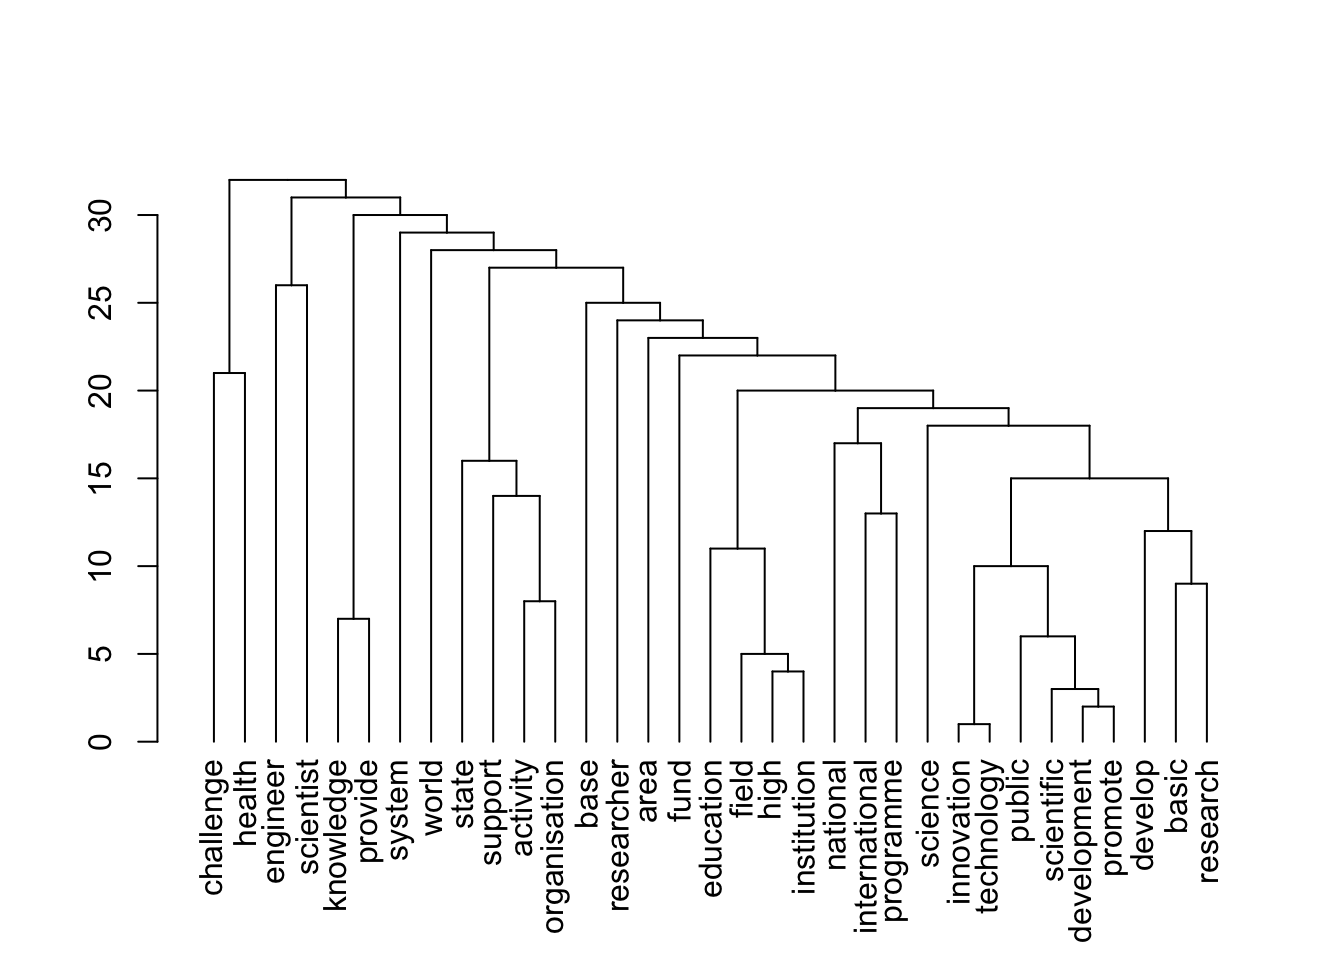 30
25
20
15
10
5
0
challenge
health
engineer
scientist
knowledge
provide
system
world
state
support
activity
organisation
base
researcher
area
fund
education
field
high
institution
national
international
programme
science
innovation
technology
public
scientific
development
promote
develop
basic
research